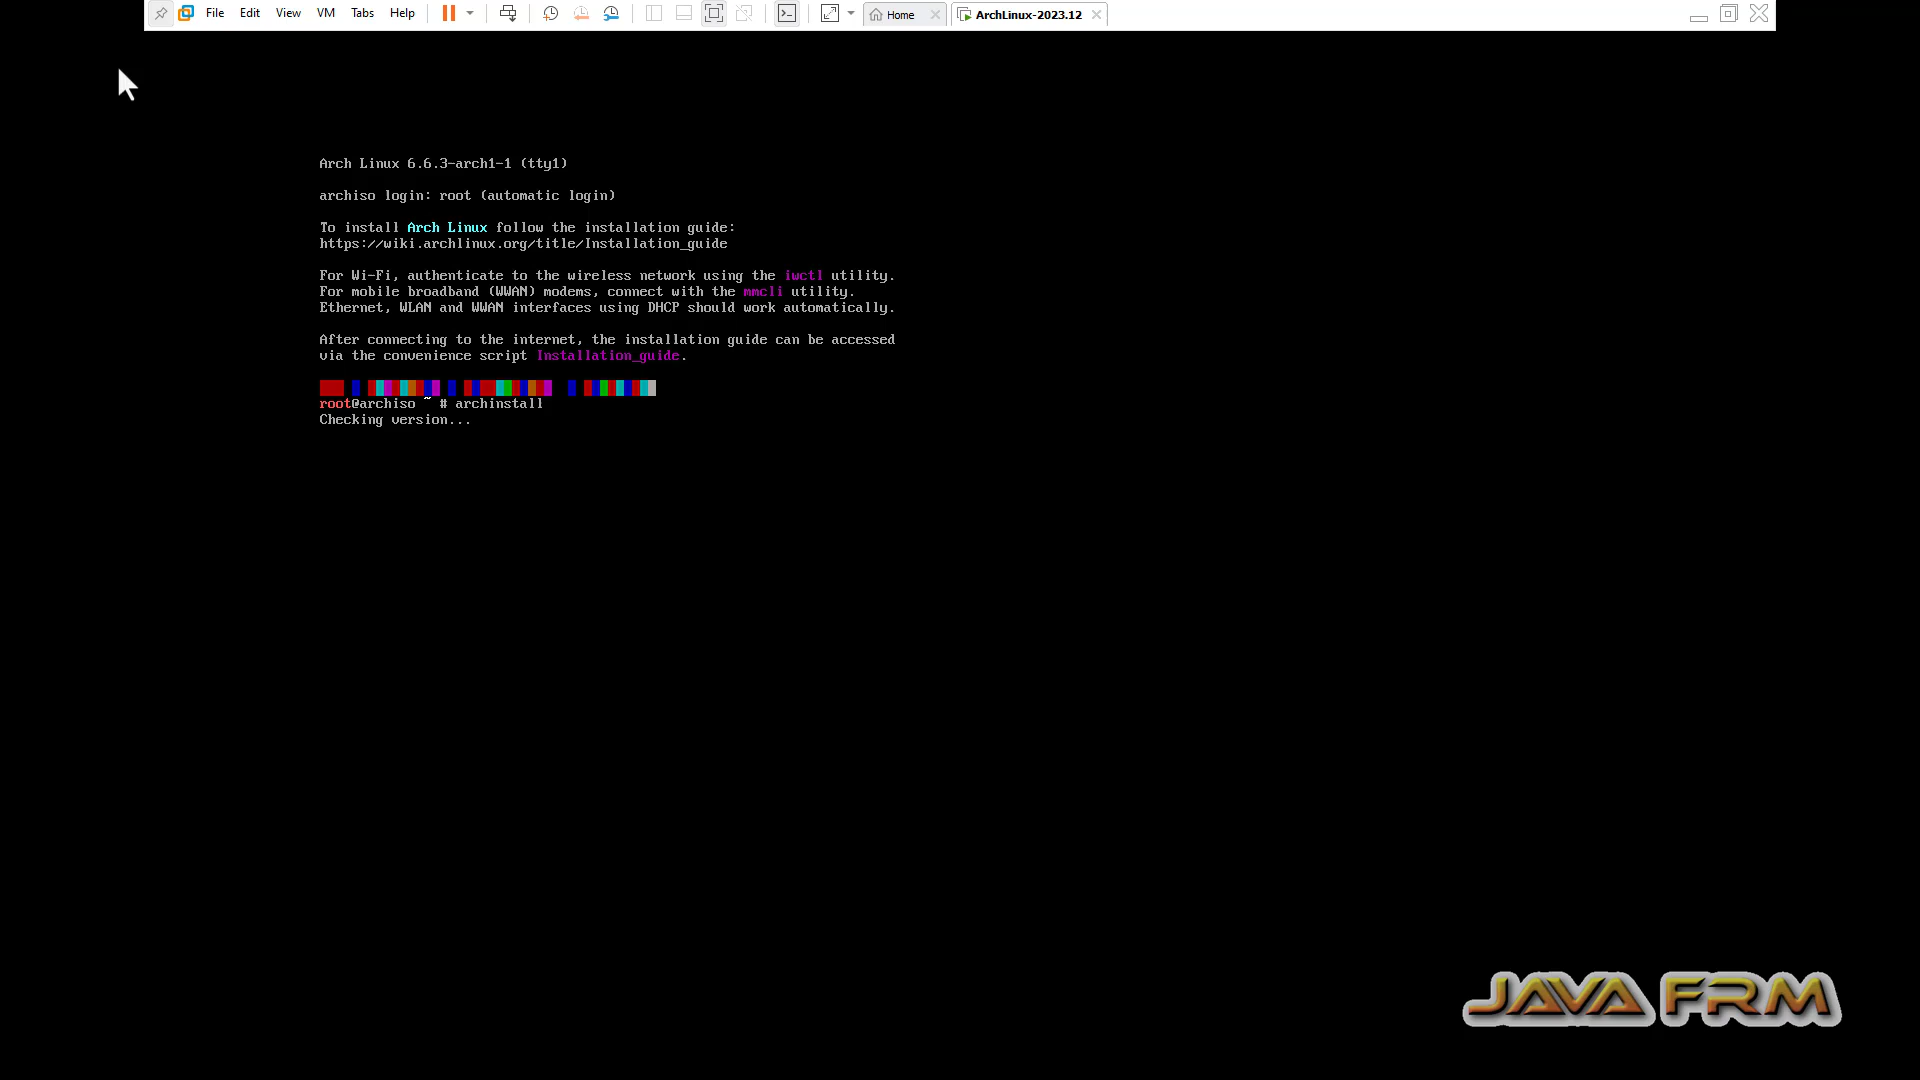 File Edit View VM Tabs Help Home ArchLinux-2023.12
Arch Linux 6.6.3-arch1-1 (tty1)
archiso login: root (automatic login)
To install Arch Linux follow the installation guide:
https://wiki.archlinux.org/title/Installation_guide
For Wi-Fi, authenticate to the wireless network using the iwctl utility.
For mobile broadband (WWAN) modems, connect with the mmcli utility.
Ethernet, WLAN and WWAN interfaces using DHCP should work automatically.
After connecting to the internet, the installation guide can be accessed
via the convenience script Installation_guide.
root@archiso ~ # archinstall
Checking version...
JAVA FRM